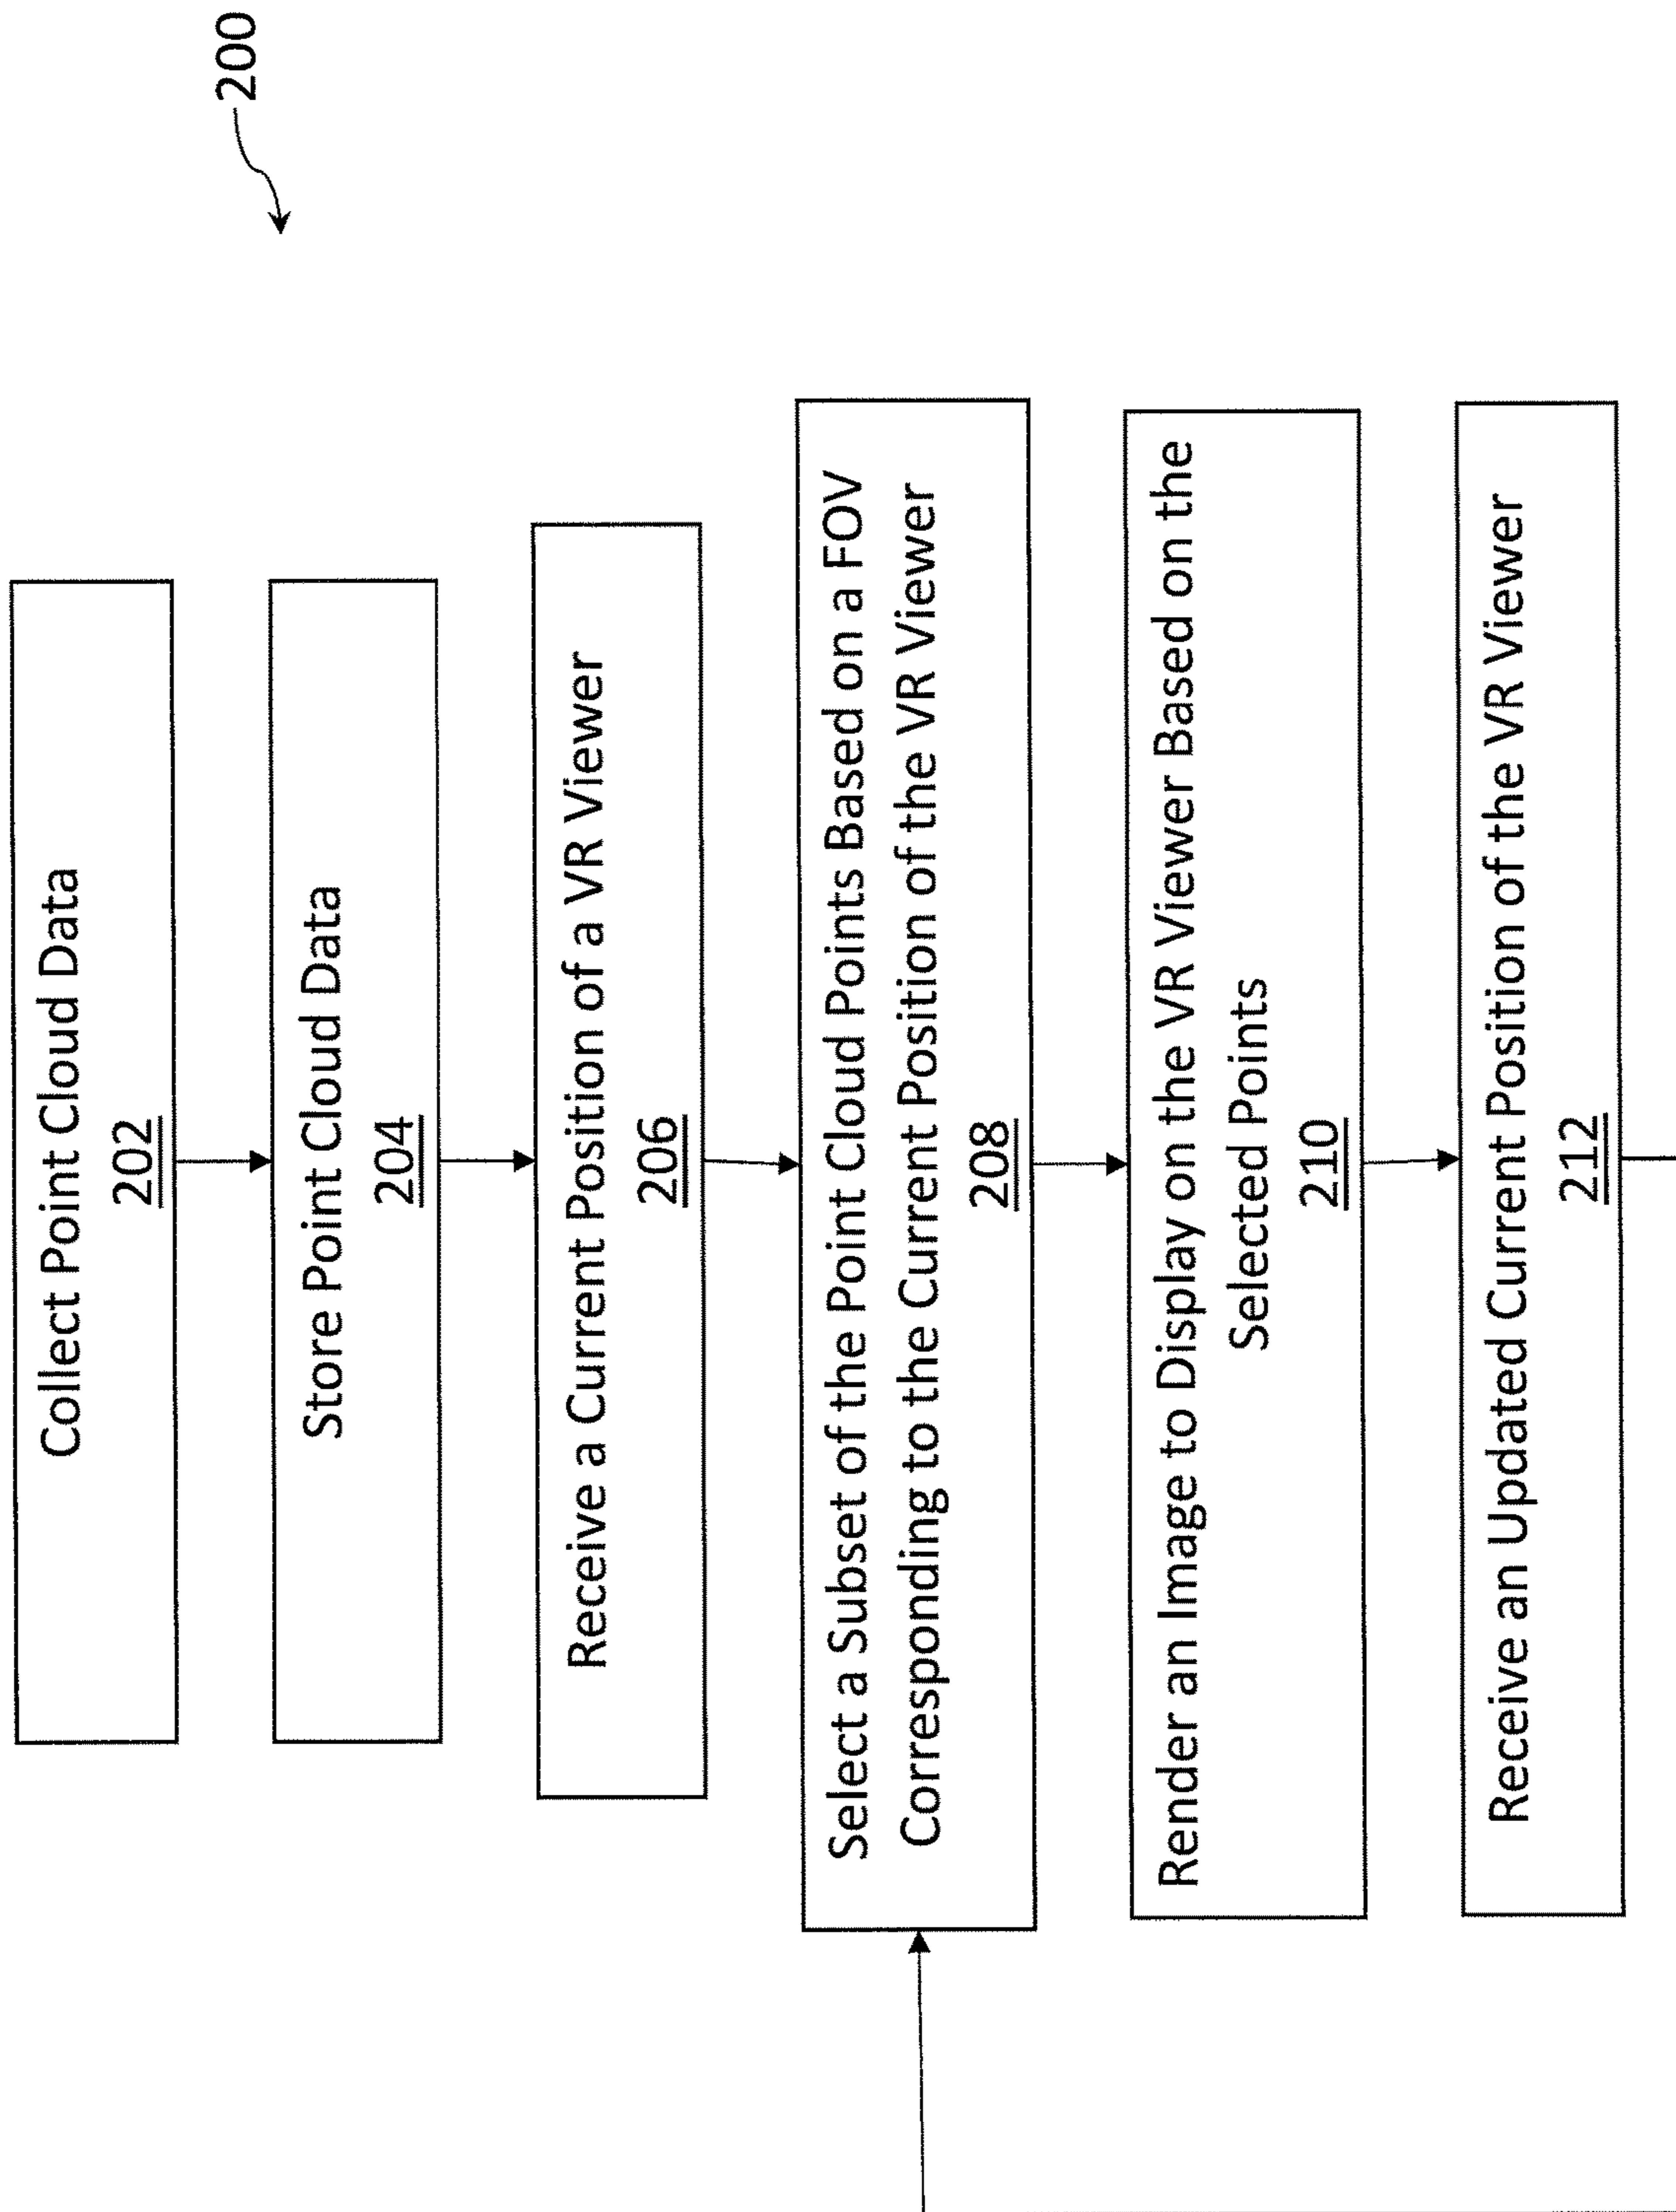 200
Collect Point Cloud Data
202
Store Point Cloud Data
204
Receive a Current Position of a VR Viewer
206
Select a Subset of the Point Cloud Points Based on a FOV
Corresponding to the Current Position of the VR Viewer
208
Render an Image to Display on the VR Viewer Based on the
Selected Points
210
Receive an Updated Current Position of the VR Viewer
212